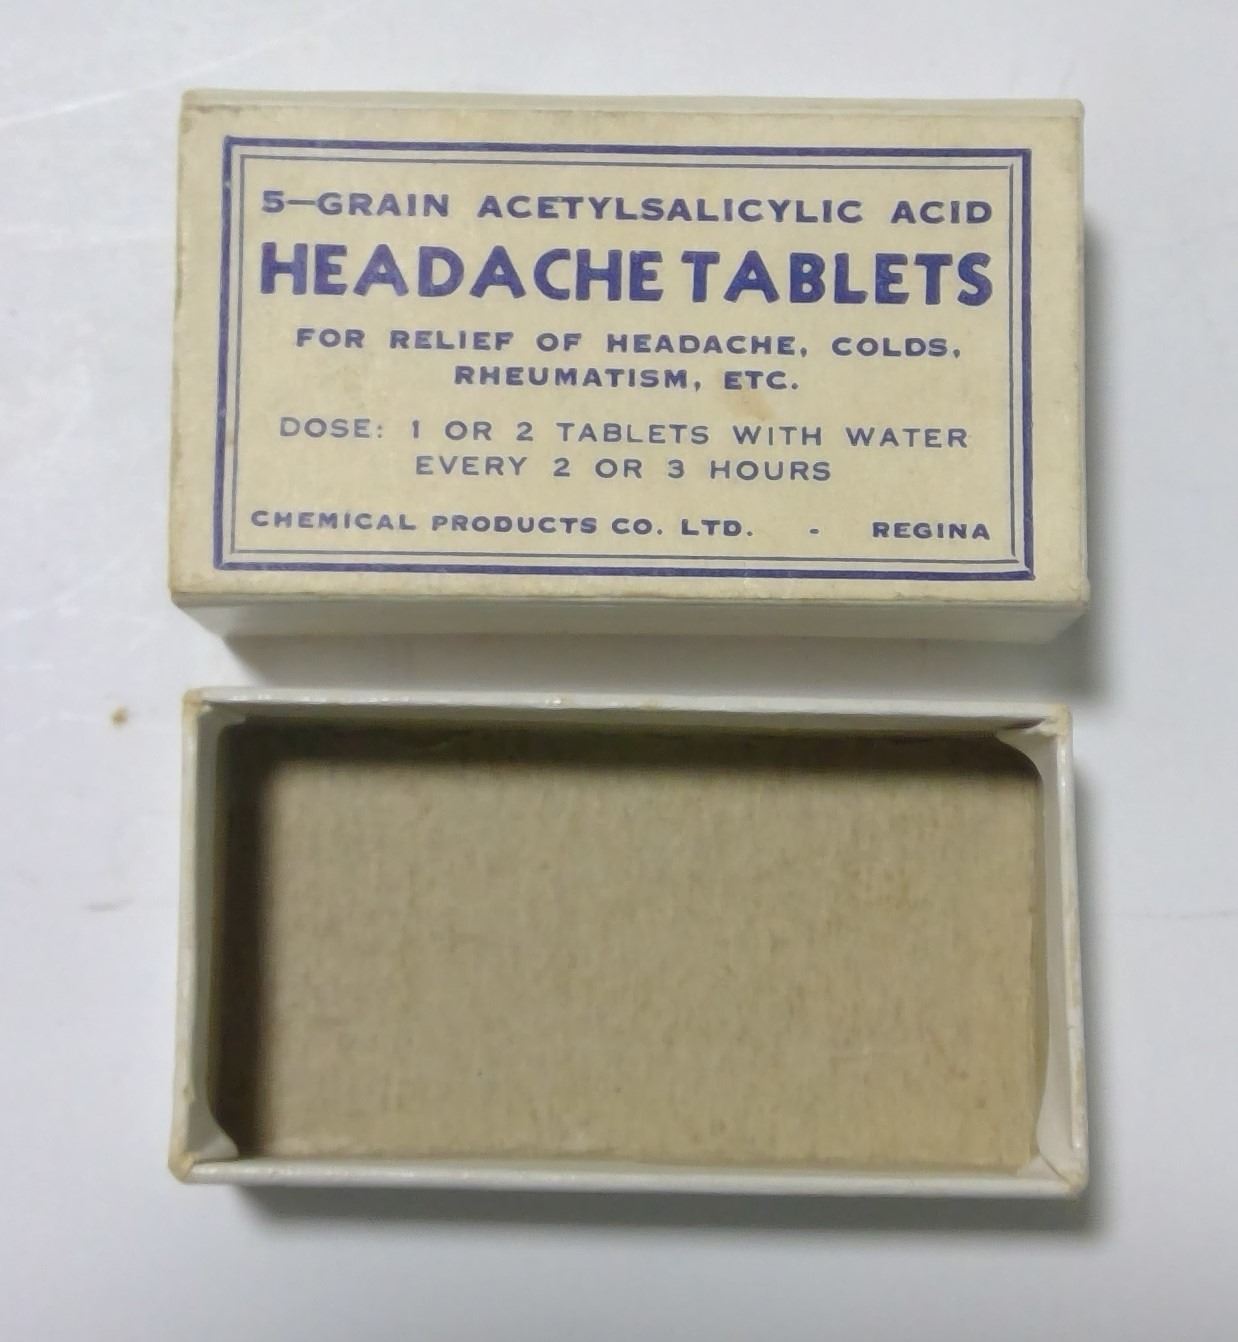 5—GRAIN ACETYLSALICYLIC ACID
HEADACHE TABLETS
FOR RELIEF OF HEADACHE, COLDS,
RHEUMATISM, ETC.
DOSE: 1 OR 2 TABLETS WITH WATER
EVERY 2 OR 3 HOURS
CHEMICAL PRODUCTS CO. LTD. - REGINA